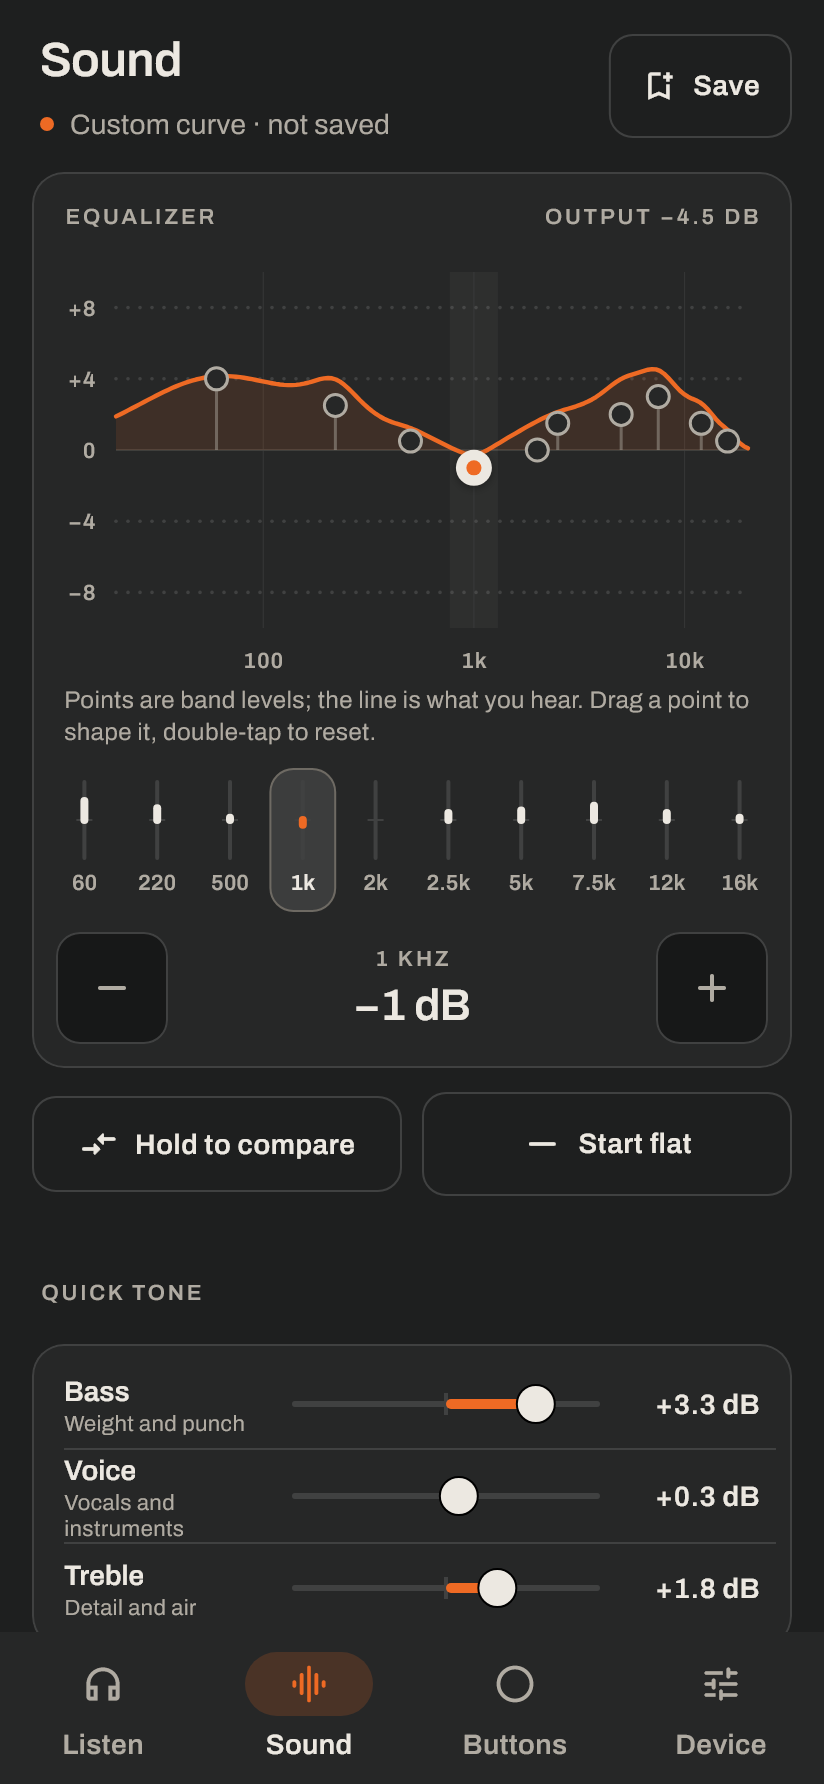 Sound
Custom curve · not saved
Save
EQUALIZER
OUTPUT −4.5 DB
+8
+4
0
−4
−8
100
1k
10k
Points are band levels; the line is what you hear. Drag a point to
shape it, double-tap to reset.
60
220
500
1k
2k
2.5k
5k
7.5k
12k
16k
1 KHZ
−1 dB
Hold to compare
Start flat
QUICK TONE
Bass
Weight and punch
+3.3 dB
Voice
Vocals and
instruments
+0.3 dB
Treble
Detail and air
+1.8 dB
Listen
Sound
Buttons
Device